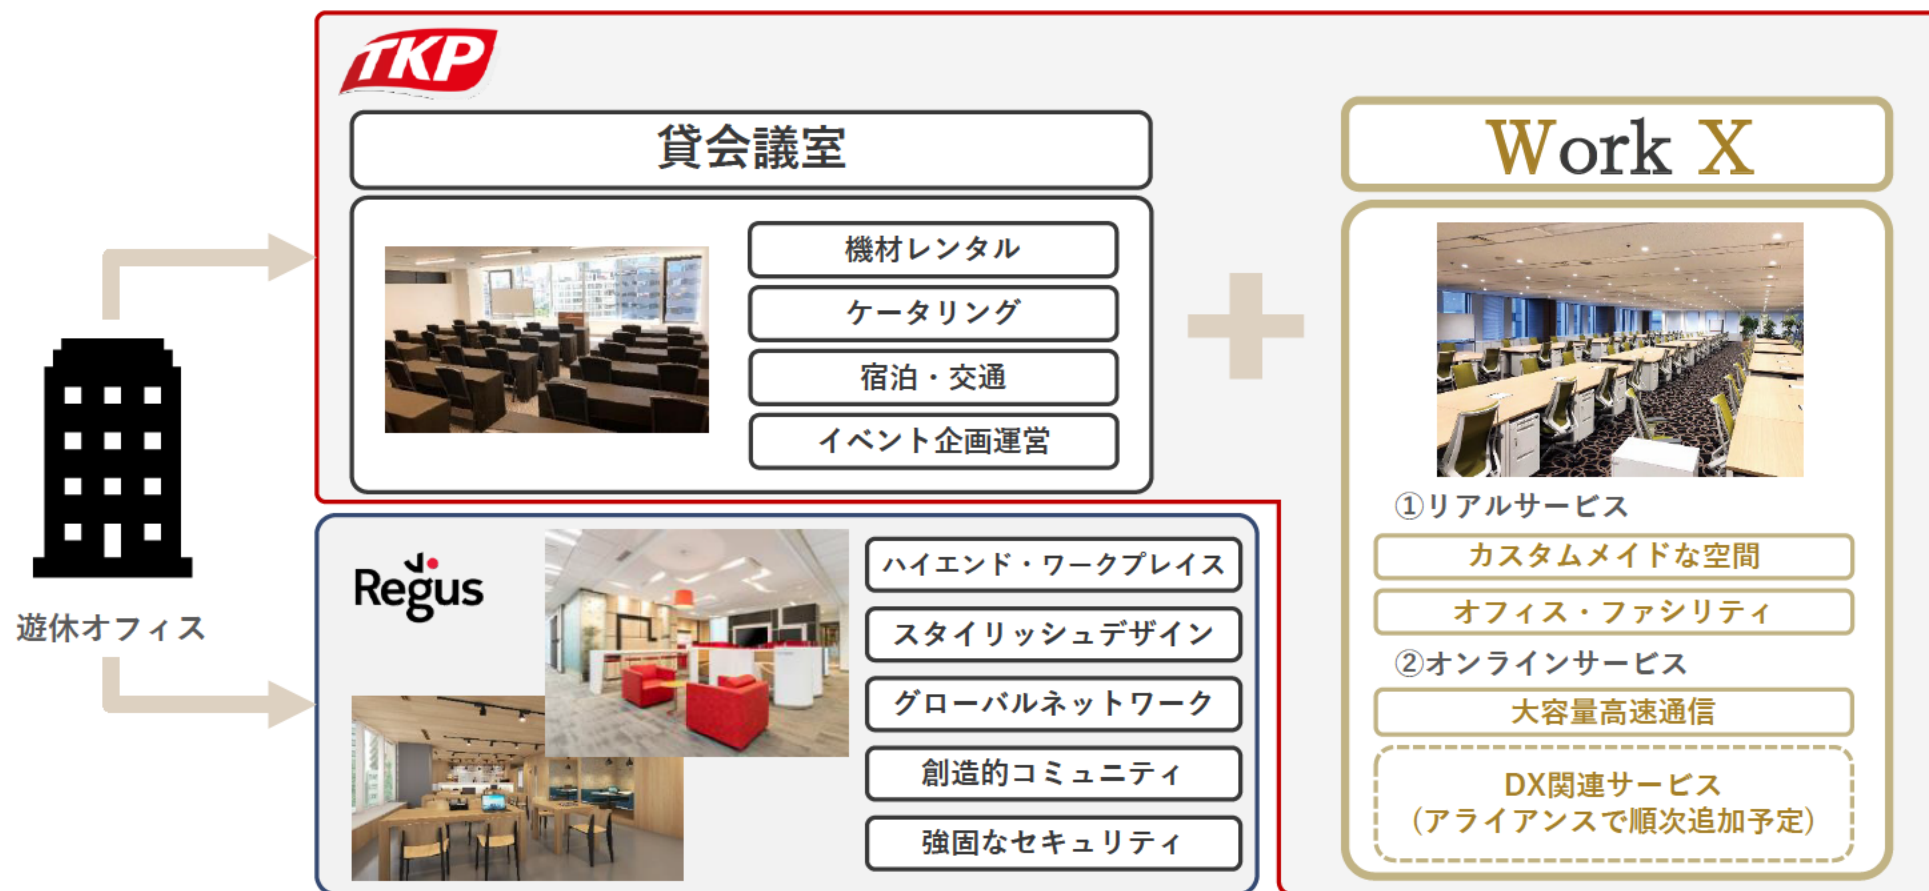 TKP
貸会議室
機材レンタル
ケータリング
宿泊・交通
イベント企画運営
Work X
①リアルサービス
カスタムメイドな空間
オフィス・ファシリティ
②オンラインサービス
大容量高速通信
DX関連サービス
(アライアンスで順次追加予定)
遊休オフィス
Regus
ハイエンド・ワークプレイス
スタイリッシュデザイン
グローバルネットワーク
創造的コミュニティ
強固なセキュリティ